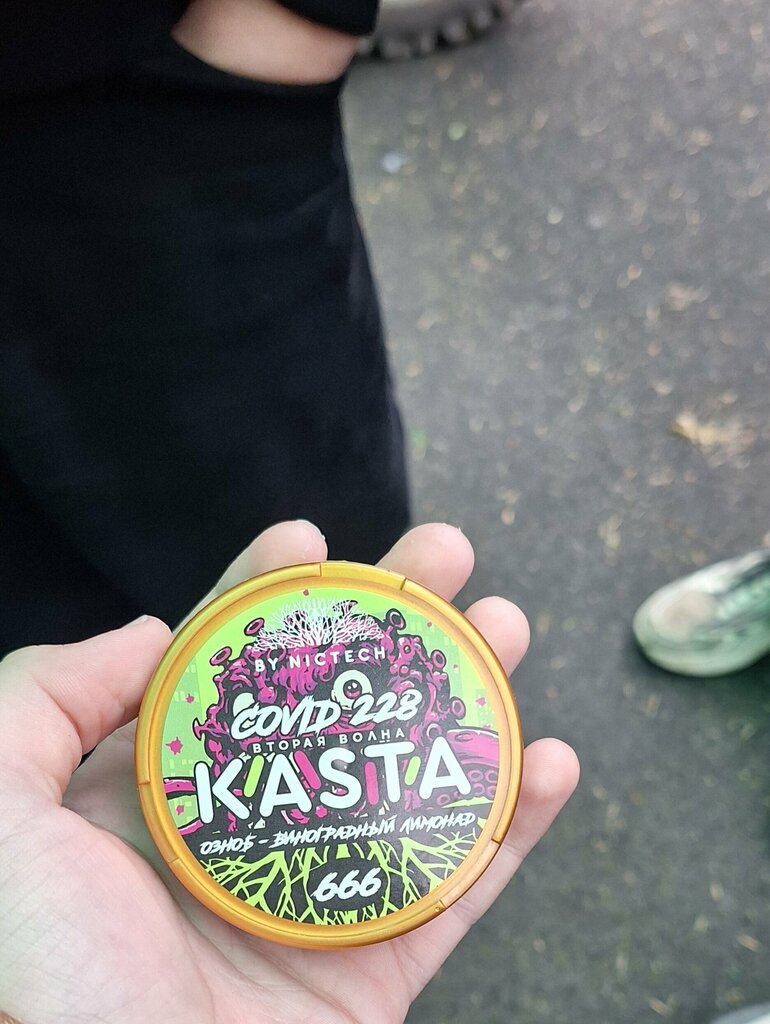 BY NICTECH
COVID 228
ВТОРАЯ ВОЛНА
KASTA
ОЗНОБ - ВИНОГРАДНЫЙ ЛИМОНАД
666